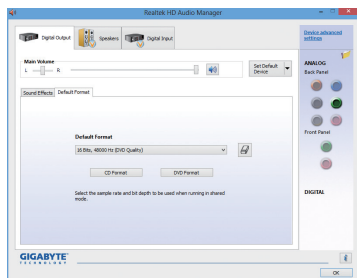 Realtek HD Audio Manager
Digital Output
Speakers
Digital Input
Device advanced
settings
Main Volume
L
R
Set Default
Device
ANALOG
Back Panel
Sound Effects
Default Format
Default Format
16 Bits, 48000 Hz (DVD Quality)
CD Format
DVD Format
Select the sample rate and bit depth to be used when running in shared
mode.
Front Panel
DIGITAL
GIGABYTE
TECHNOLOGY
OK